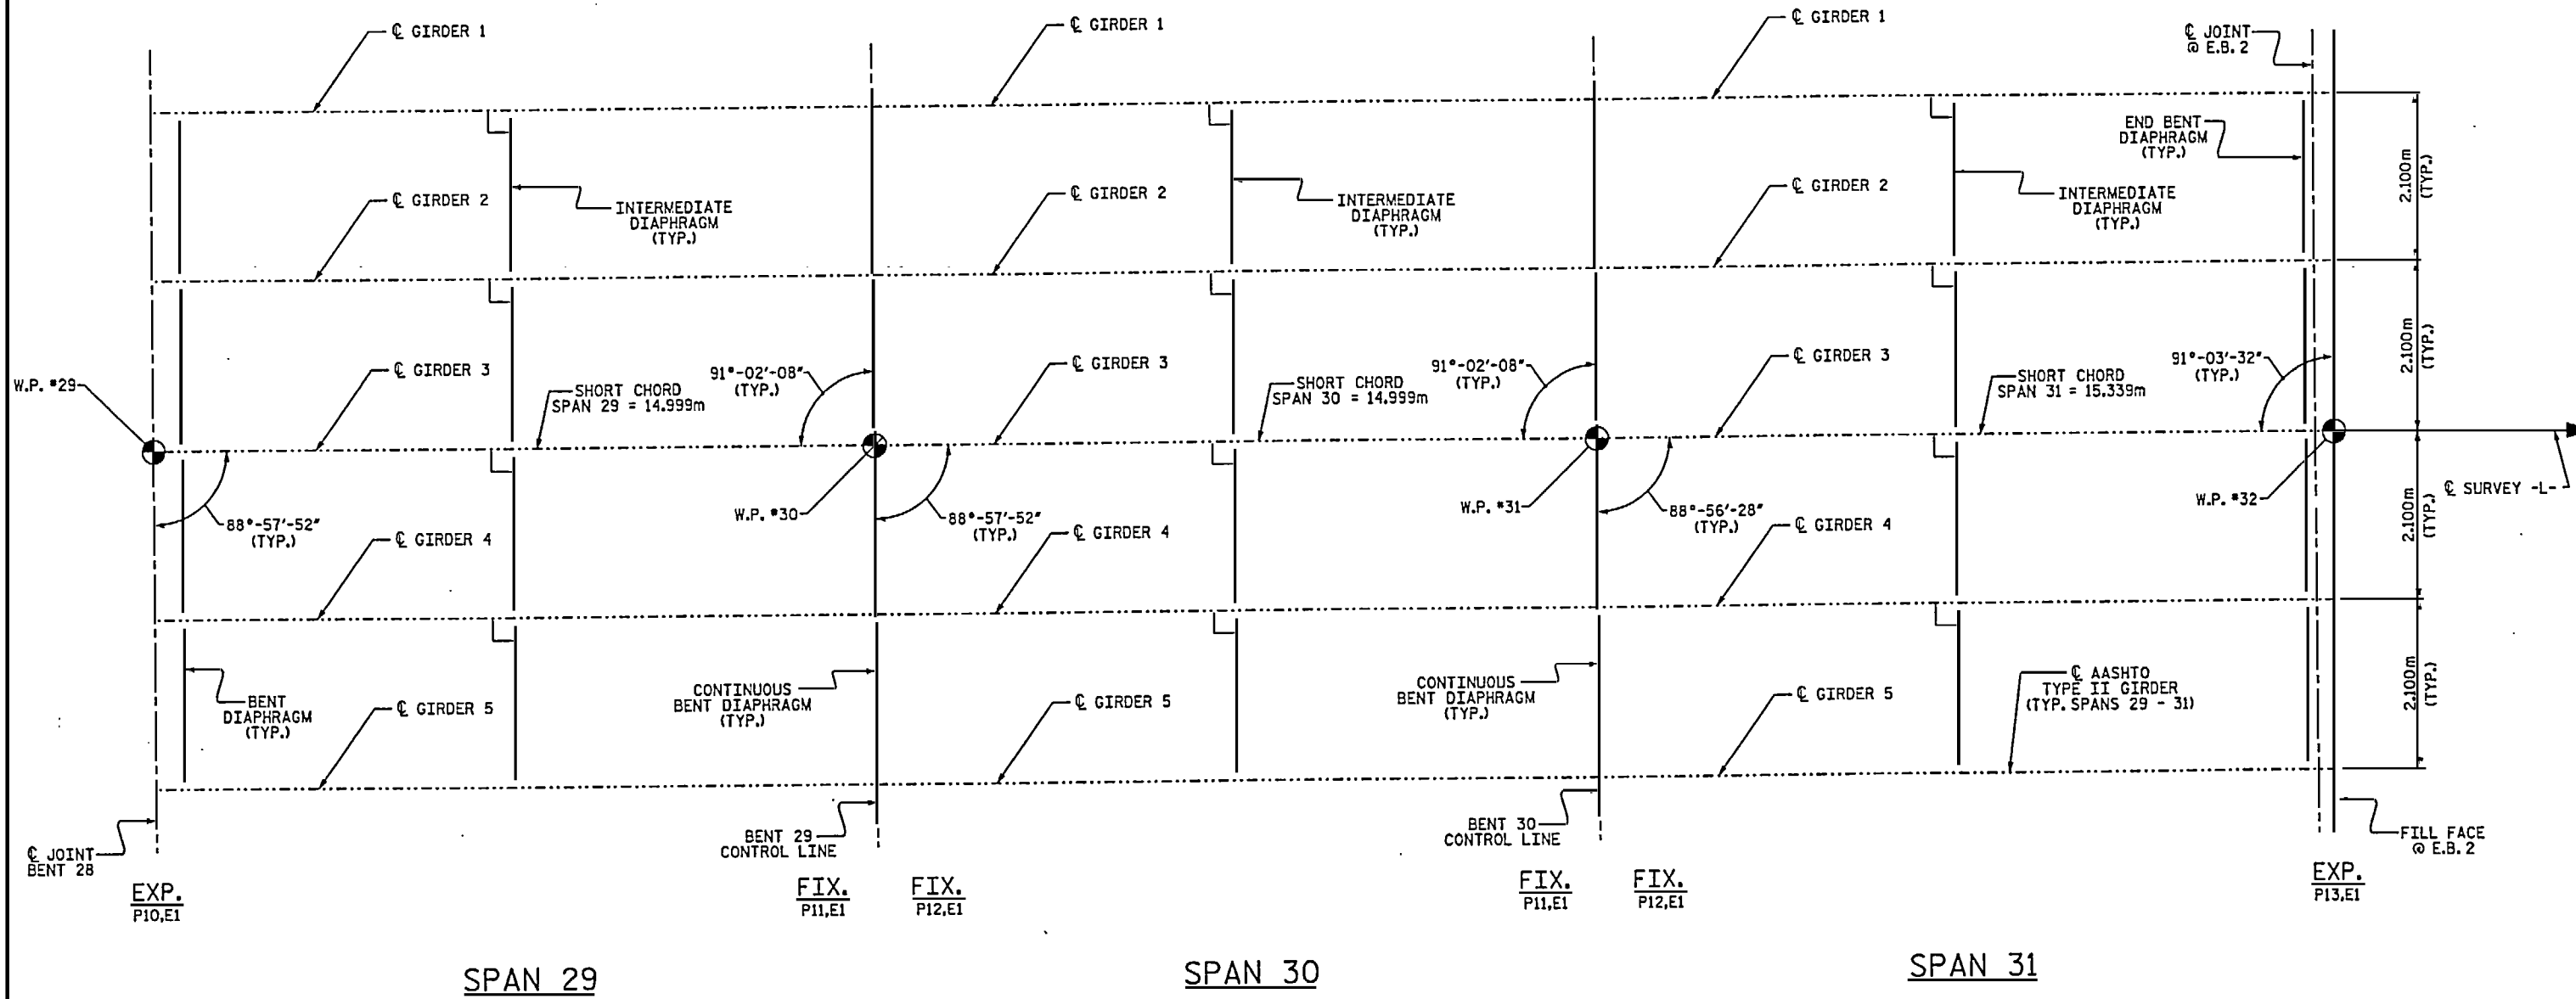 ℄ GIRDER 1
℄ GIRDER 1
℄ GIRDER 1
℄ JOINT
@ E.B. 2
END BENT
DIAPHRAGM
(TYP.)
2.100m
(TYP.)
℄ GIRDER 2
INTERMEDIATE
DIAPHRAGM
(TYP.)
℄ GIRDER 2
INTERMEDIATE
DIAPHRAGM
(TYP.)
℄ GIRDER 2
INTERMEDIATE
DIAPHRAGM
(TYP.)
W.P. #29
℄ GIRDER 3
SHORT CHORD
SPAN 29 = 14.999m
91°-02'-08"
(TYP.)
℄ GIRDER 3
SHORT CHORD
SPAN 30 = 14.999m
91°-02'-08"
(TYP.)
℄ GIRDER 3
SHORT CHORD
SPAN 31 = 15.339m
91°-03'-32"
(TYP.)
2.100m
(TYP.)
88°-57'-52"
(TYP.)
℄ GIRDER 4
W.P. #30
88°-57'-52"
(TYP.)
℄ GIRDER 4
W.P. #31
88°-56'-28"
(TYP.)
℄ GIRDER 4
W.P. #32
℄ SURVEY -L-
2.100m
(TYP.)
BENT
DIAPHRAGM
(TYP.)
℄ GIRDER 5
CONTINUOUS
BENT DIAPHRAGM
(TYP.)
℄ GIRDER 5
CONTINUOUS
BENT DIAPHRAGM
(TYP.)
℄ GIRDER 5
℄ AASHTO
TYPE II GIRDER
(TYP. SPANS 29 - 31)
2.100m
(TYP.)
℄ JOINT
BENT 28
BENT 29
CONTROL LINE
BENT 30
CONTROL LINE
FILL FACE
@ E.B. 2
EXP.
P10,E1
FIX.
P11,E1
FIX.
P12,E1
FIX.
P11,E1
FIX.
P12,E1
EXP.
P13,E1
SPAN 29
SPAN 30
SPAN 31